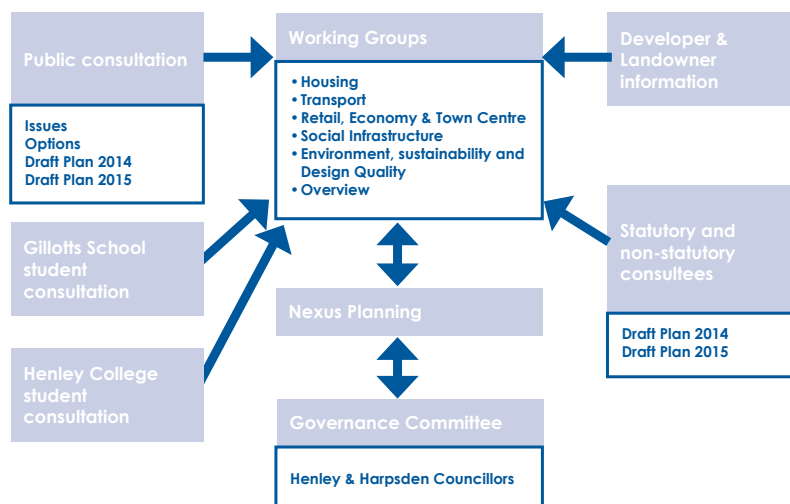 Public consultation
Issues
Options
Draft Plan 2014
Draft Plan 2015
Gillotts School
student
consultation
Henley College
student
consultation
Working Groups
• Housing
• Transport
• Retail, Economy & Town Centre
• Social Infrastructure
• Environment, sustainability and
Design Quality
• Overview
Nexus Planning
Governance Committee
Henley & Harpsden Councillors
Developer &
Landowner
information
Statutory and
non-statutory
consultees
Draft Plan 2014
Draft Plan 2015